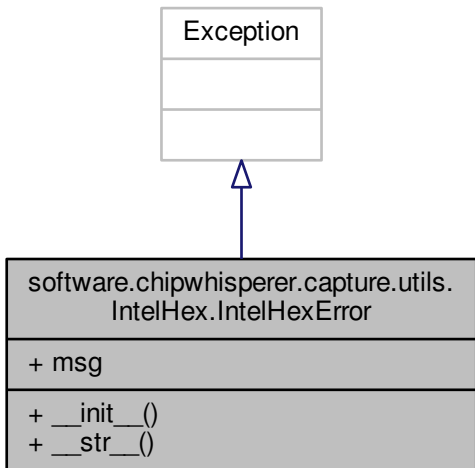 Exception
software.chipwhisperer.capture.utils.
IntelHex.IntelHexError
+ msg
+ __init__()
+ __str__()